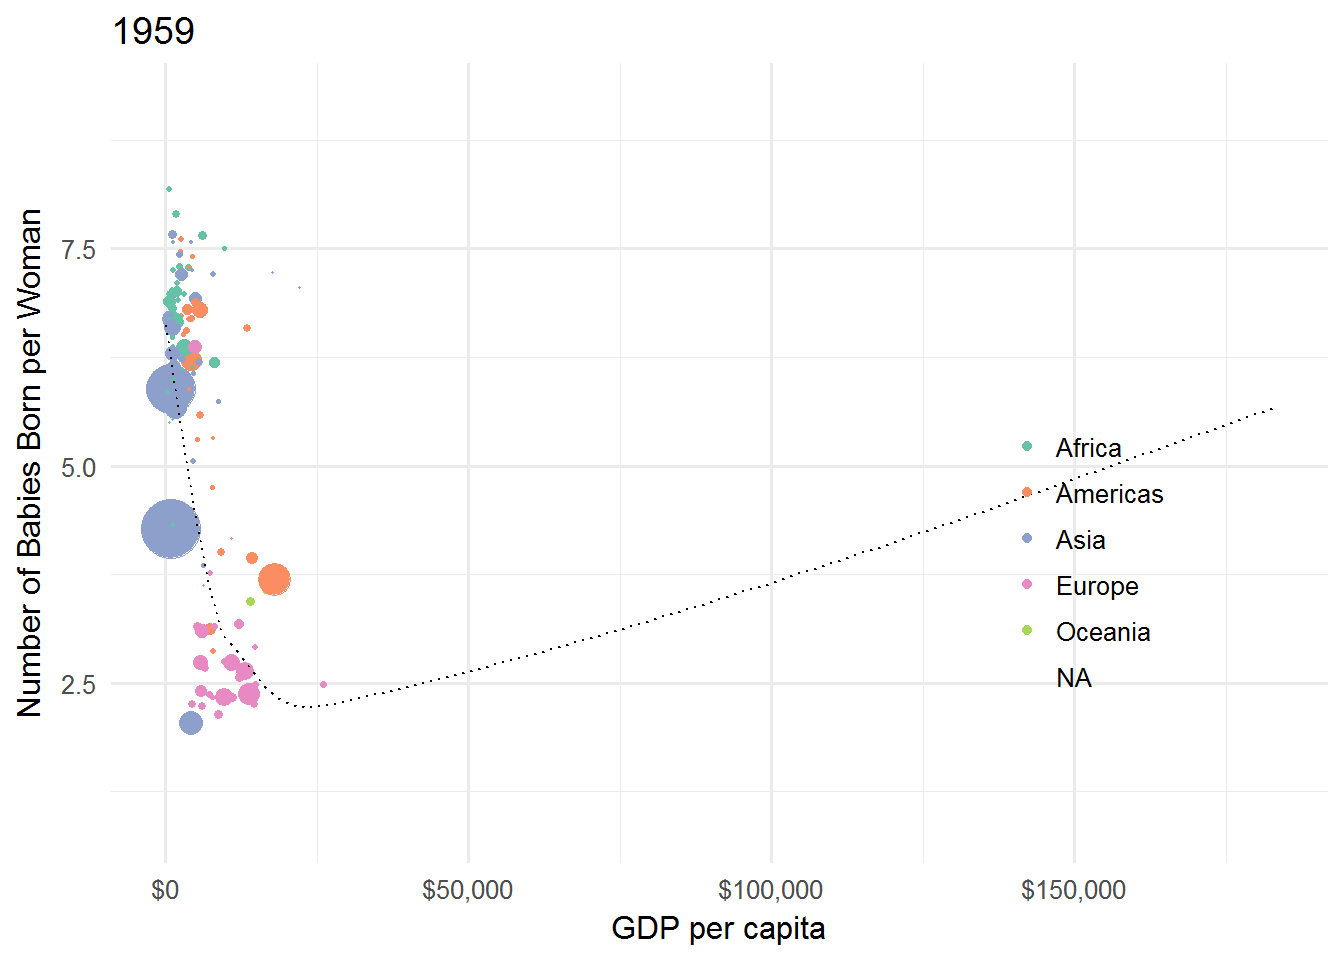 1959
Number of Babies Born per Woman
7.5
5.0
2.5
Africa
Americas
Asia
Europe
Oceania
NA
$0
$50,000
$100,000
$150,000
GDP per capita